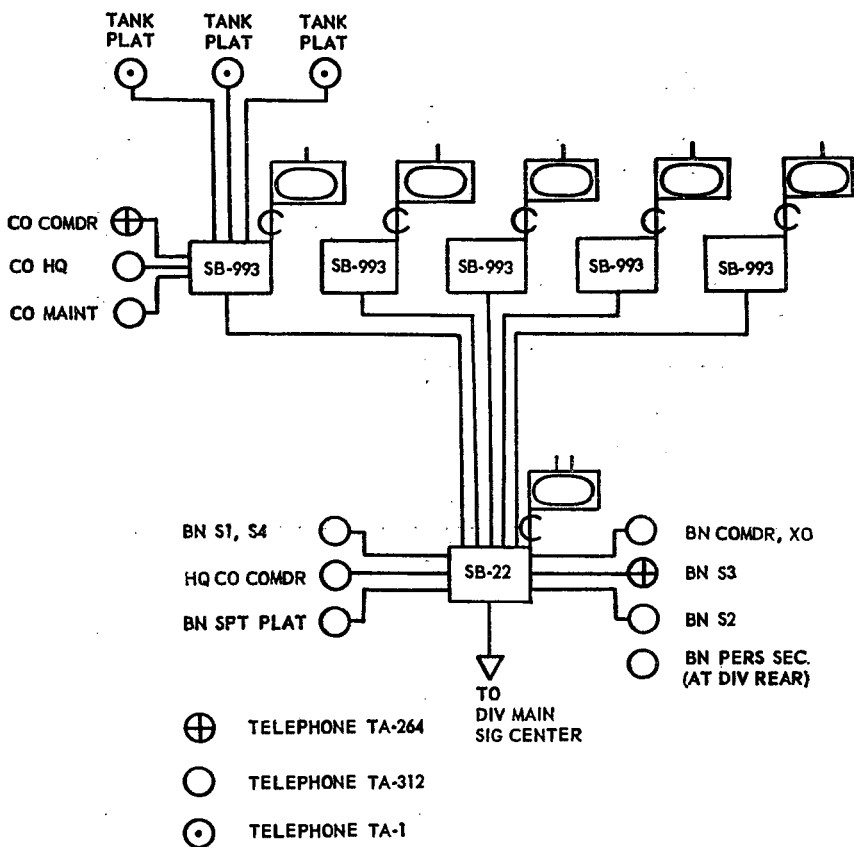 TANK
PLAT
TANK
PLAT
TANK
PLAT
CO COMDR
CO HQ
CO MAINT
SB-993
SB-993
SB-993
SB-993
SB-993
BN S1, S4
HQ CO COMDR
BN SPT PLAT
SB-22
BN COMDR, XO
BN S3
BN S2
BN PERS SEC.
(AT DIV REAR)
TO
DIV MAIN
SIG CENTER
TELEPHONE TA-264
TELEPHONE TA-312
TELEPHONE TA-1